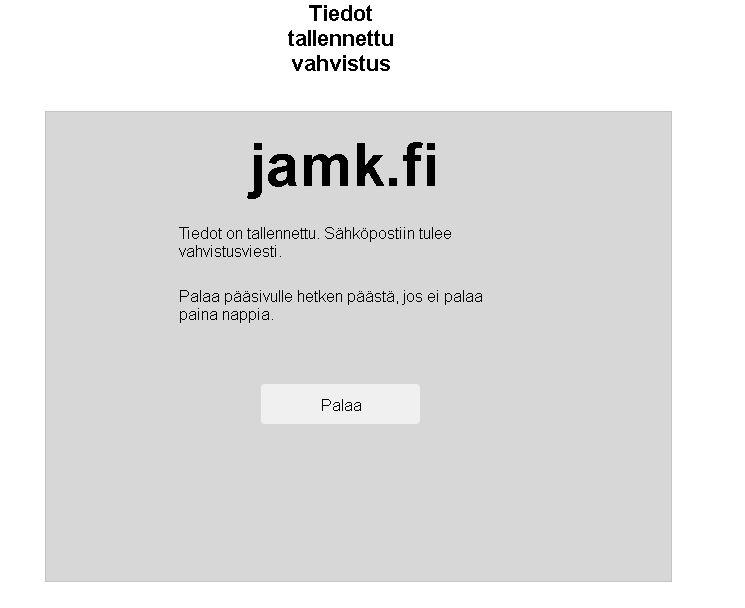 Tiedot
tallennettu
vahvistus
jamk.fi
Tiedot on tallennettu. Sähköpostiin tulee
vahvistusviesti.
Palaa pääsivulle hetken päästä, jos ei palaa
paina nappia.
Palaa